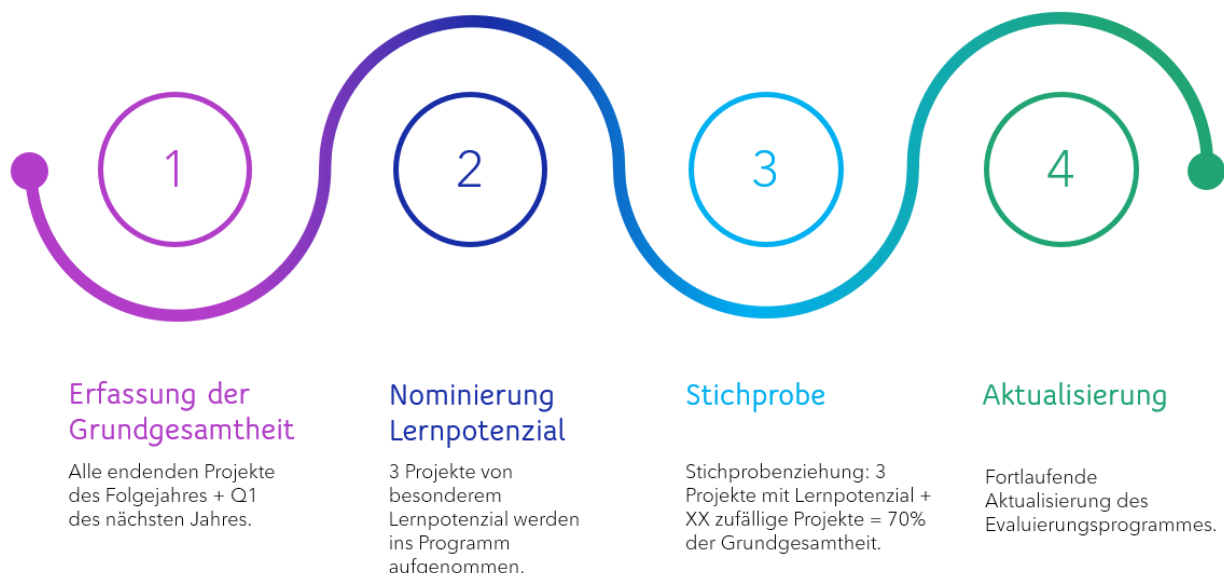 1
2
3
4
Erfassung der
Grundgesamtheit
Alle endenden Projekte
des Folgejahres + Q1
des nächsten Jahres.
Nominierung
Lernpotenzial
3 Projekte von
besonderem
Lernpotenzial werden
ins Programm
aufgenommen.
Stichprobe
Stichprobenziehung: 3
Projekte mit Lernpotenzial +
XX zufällige Projekte = 70%
der Grundgesamtheit.
Aktualisierung
Fortlaufende
Aktualisierung des
Evaluierungsprogrammes.